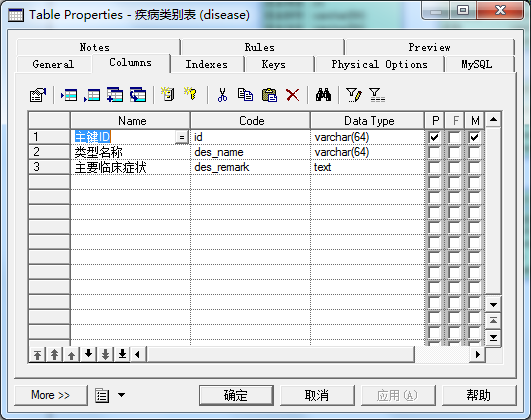 Table Properties - 疾病类别表 (disease)
Notes Rules Preview
General Columns Indexes Keys Physical Options MySQL
Name Code Data Type P F M
1 主键ID = id varchar(64)
2 类型名称 des_name varchar(64)
3 主要临床症状 des_remark text
More >> 确定 取消 应用(A) 帮助